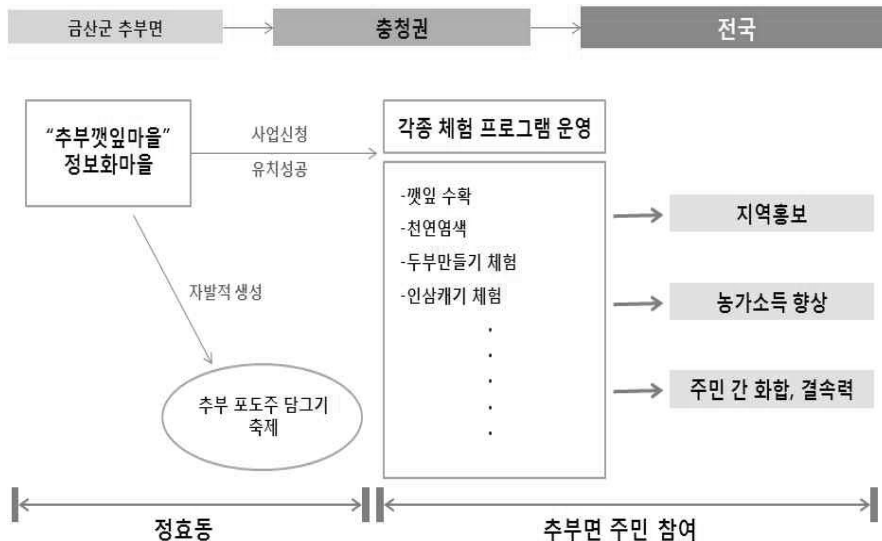 금산군 추부면
충청권
전국
“추부깻잎마을”
정보화마을
사업신청
유치성공
각종 체험 프로그램 운영
-깻잎 수확
-천연염색
-두부만들기 체험
-인삼캐기 체험
.
.
.
.
.
지역홍보
농가소득 향상
주민 간 화합, 결속력
자발적 생성
추부 포도주 담그기
축제
정효동
추부면 주민 참여